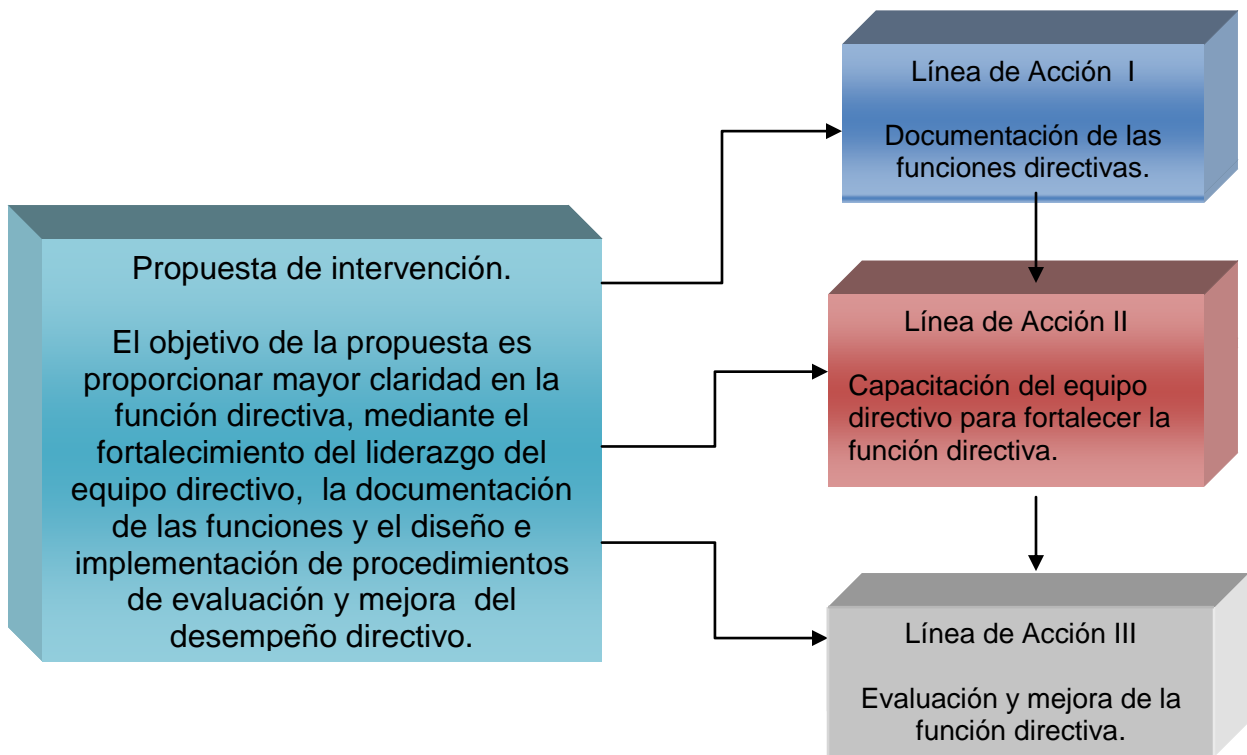 Propuesta de intervención.
El objetivo de la propuesta es
proporcionar mayor claridad en la
función directiva, mediante el
fortalecimiento del liderazgo del
equipo directivo, la documentación
de las funciones y el diseño e
implementación de procedimientos
de evaluación y mejora del
desempeño directivo.
Línea de Acción I
Documentación de las
funciones directivas.
Línea de Acción II
Capacitación del equipo
directivo para fortalecer la
función directiva.
Línea de Acción III
Evaluación y mejora de la
función directiva.